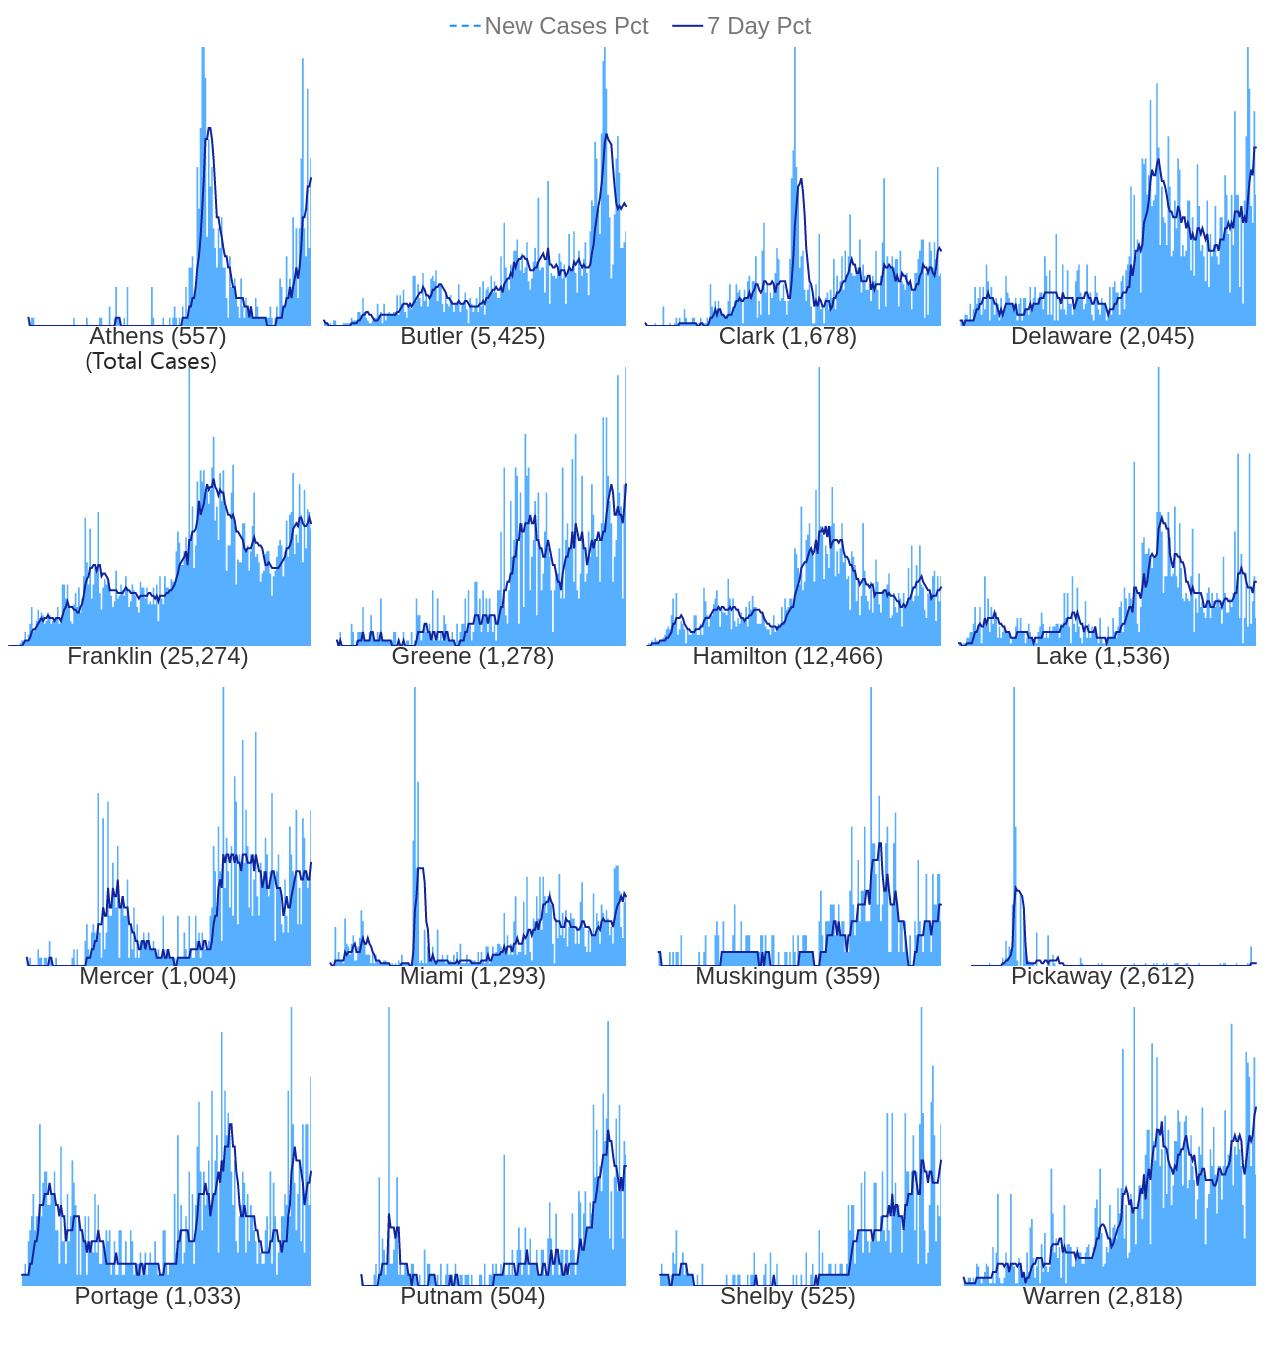 New Cases Pct 7 Day Pct
Athens (557) Butler (5,425) Clark (1,678) Delaware (2,045)
(Total Cases)
Franklin (25,274) Greene (1,278) Hamilton (12,466) Lake (1,536)
Mercer (1,004) Miami (1,293) Muskingum (359) Pickaway (2,612)
Portage (1,033) Putnam (504) Shelby (525) Warren (2,818)